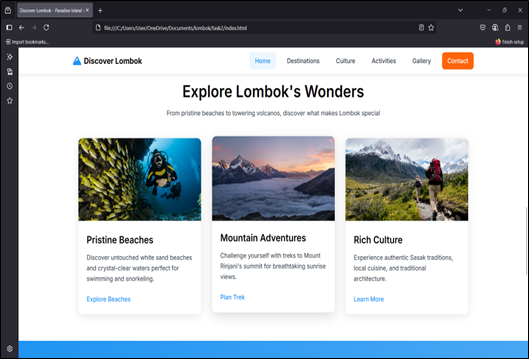 Discover Lombok - Paradise Island
file:///C:/Users/User/OneDrive/Documents/lombok/task2/index.html
Import bookmarks...
Finish setup
Discover Lombok
Home
Destinations
Culture
Activities
Gallery
Contact
Explore Lombok's Wonders
From pristine beaches to towering volcanos, discover what makes Lombok special
Pristine Beaches
Discover untouched white sand beaches
and crystal-clear waters perfect for
swimming and snorkeling.
Explore Beaches
Mountain Adventures
Challenge yourself with treks to Mount
Rinjani's summit for breathtaking sunrise
views.
Plan Trek
Rich Culture
Experience authentic Sasak traditions,
local cuisine, and traditional
architecture.
Learn More